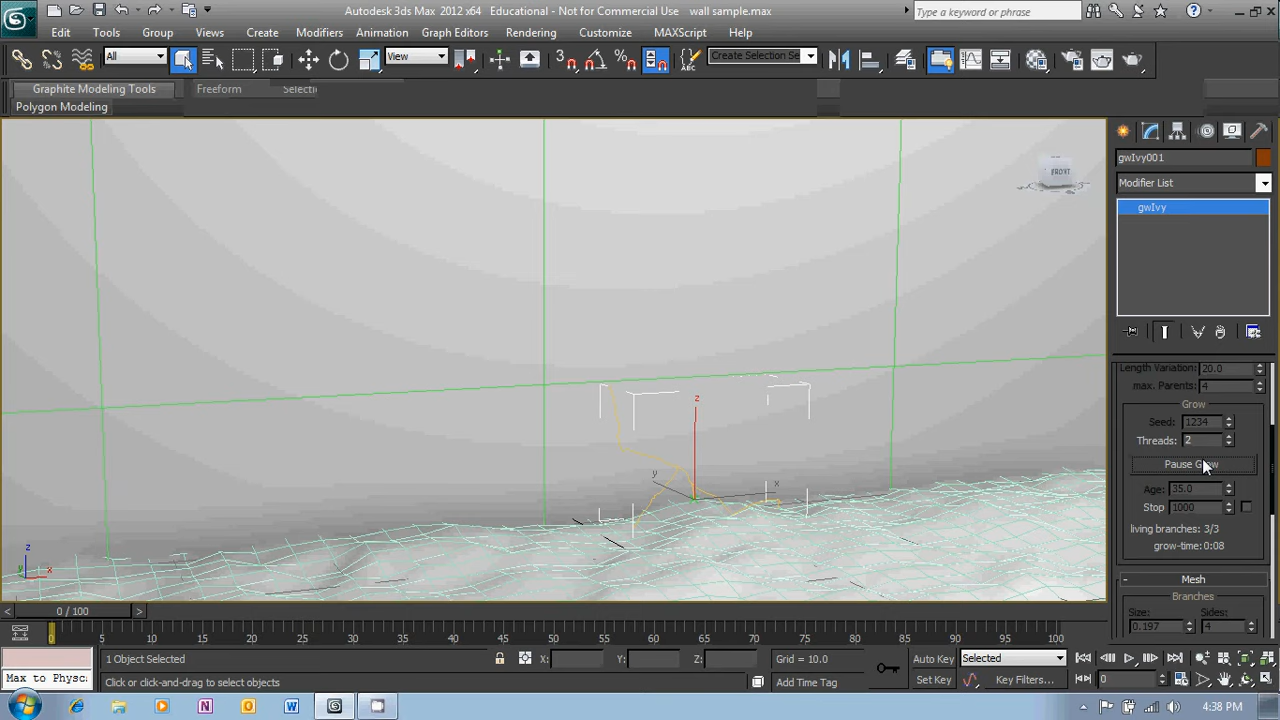 Autodesk 3ds Max 2012 x64 Educational - Not for Commercial Use wall sample.max
Type a keyword or phrase
Edit Tools Group Views Create Modifiers Animation Graph Editors Rendering Customize MAXScript Help
All View Create Selection Se
Graphite Modeling Tools Freeform Selecti
Polygon Modeling
FRONT
gwIvy001
Modifier List
gwIvy
Length Variation: 20.0
max. Parents: 4
Grow
Seed: 1234
Threads: 2
Pause Grow
Age: 35.0
Stop 1000
living branches: 3/3
grow-time: 0:08
Mesh
Branches
Size: Sides:
0.197 4
z
y x
z
y x
< 0 / 100 >
0 5 10 15 20 25 30 35 40 45 50 55 60 65 70 75 80 85 90 95 100
1 Object Selected X: Y: Z: Grid = 10.0 Auto Key Selected
Max to Physc. Click or click-and-drag to select objects Add Time Tag Set Key Key Filters... 0
4:38 PM